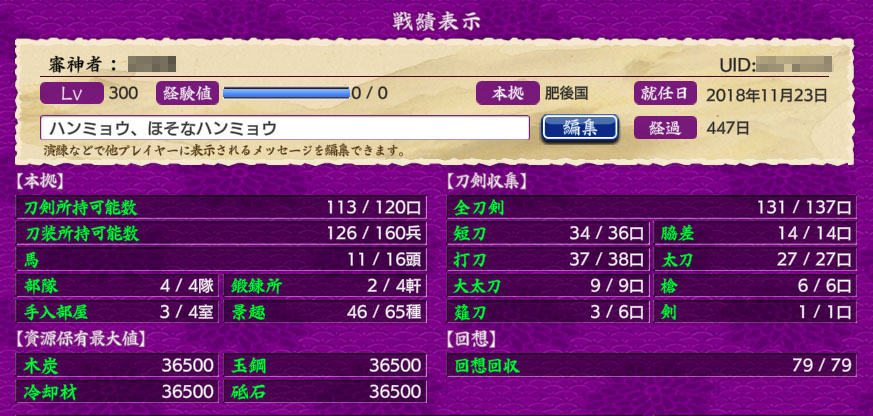 戦績表示
審神者：
UID:
Lv 300 経験値 0 / 0 本拠 肥後国 就任日 2018年11月23日
ハンミョウ、ほそなハンミョウ 編集 経過 447日
演練などで他プレイヤーに表示されるメッセージを編集できます。
【本拠】
刀剣所持可能数 113 / 120口
刀装所持可能数 126 / 160兵
馬 11 / 16頭
部隊 4 / 4隊 鍛錬所 2 / 4軒
手入部屋 3 / 4室 景趣 46 / 65種
【資源保有最大値】
木炭 36500 玉鋼 36500
冷却材 36500 砥石 36500
【刀剣収集】
全刀剣 131 / 137口
短刀 34 / 36口 脇差 14 / 14口
打刀 37 / 38口 太刀 27 / 27口
大太刀 9 / 9口 槍 6 / 6口
薙刀 3 / 6口 剣 1 / 1口
【回想】
回想回収 79 / 79